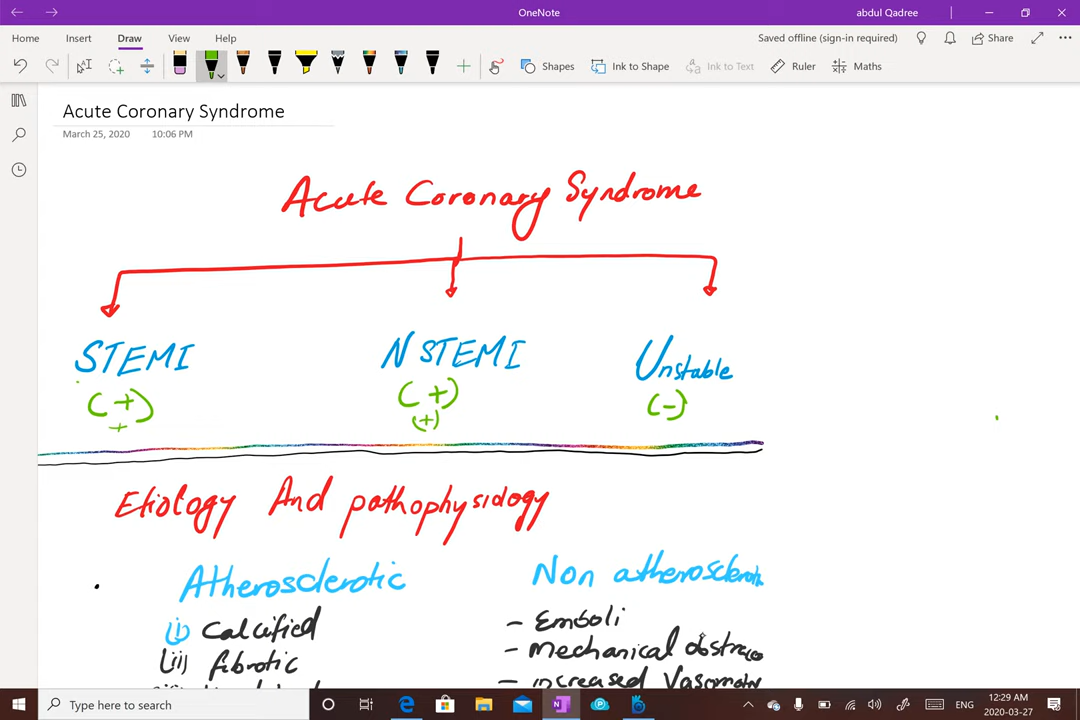 OneNote
abdul Qadree
Home Insert Draw View Help
Saved offline (sign-in required)
Share
Shapes
Ink to Shape
Ink to Text
Ruler
Maths
Acute Coronary Syndrome
March 25, 2020 10:06 PM
Acute Coronary Syndrome
STEMI NSTEMI Unstable
(+) (+) (-)
+ (+)
Etiology And pathophysiology
Atherosclerotic Non atherosclerotic
(i) Calcified - Emboli
(ii) fibrotic - Mechanical
- increased Vasomotor
Type here to search
ENG
12:29 AM
2020-03-27